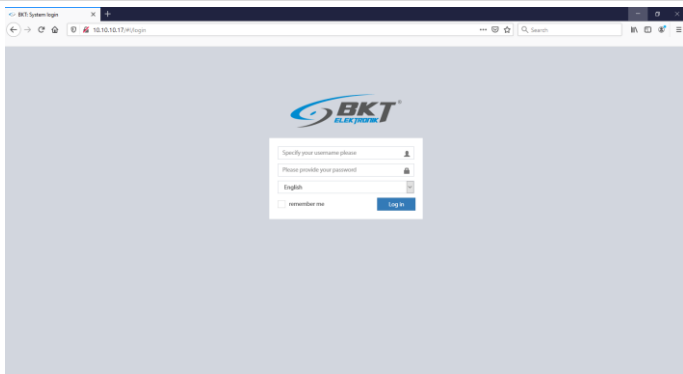 BKT: System login
10.10.10.17/#!/login
Search
BKT
ELEKTRONIK
Specify your username please
Please provide your password
English
remember me
Log in